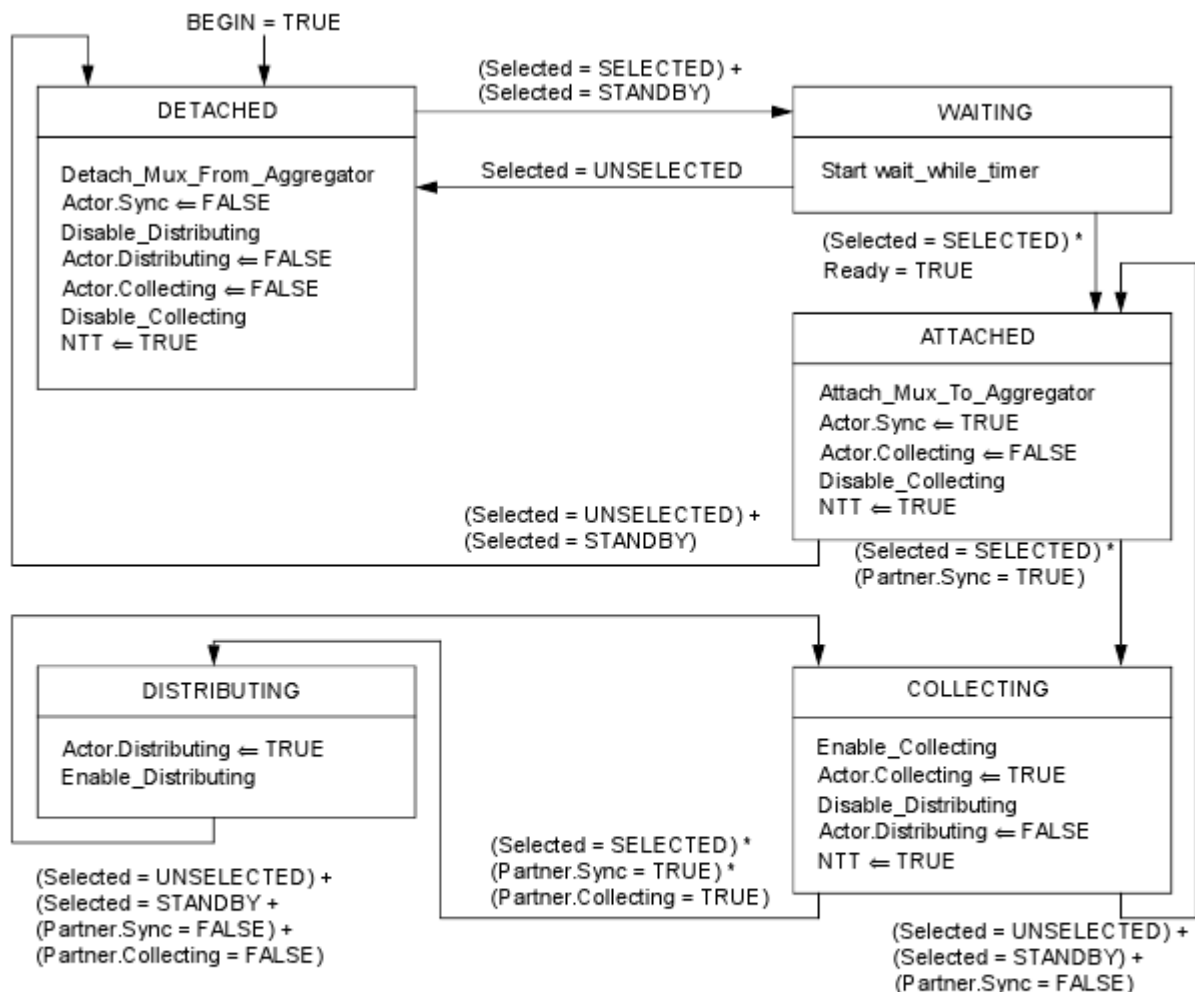 BEGIN = TRUE
(Selected = SELECTED) +
(Selected = STANDBY)
DETACHED
Detach_Mux_From_Aggregator
Actor.Sync ⇐ FALSE
Disable_Distributing
Actor.Distributing ⇐ FALSE
Actor.Collecting ⇐ FALSE
Disable_Collecting
NTT ⇐ TRUE
Selected = UNSELECTED
WAITING
Start wait_while_timer
(Selected = SELECTED) *
Ready = TRUE
ATTACHED
Attach_Mux_To_Aggregator
Actor.Sync ⇐ TRUE
Actor.Collecting ⇐ FALSE
Disable_Collecting
NTT ⇐ TRUE
(Selected = UNSELECTED) +
(Selected = STANDBY)
(Selected = SELECTED) *
(Partner.Sync = TRUE)
DISTRIBUTING
Actor.Distributing ⇐ TRUE
Enable_Distributing
COLLECTING
Enable_Collecting
Actor.Collecting ⇐ TRUE
Disable_Distributing
Actor.Distributing ⇐ FALSE
NTT ⇐ TRUE
(Selected = SELECTED) *
(Partner.Sync = TRUE) *
(Partner.Collecting = TRUE)
(Selected = UNSELECTED) +
(Selected = STANDBY +
(Partner.Sync = FALSE) +
(Partner.Collecting = FALSE)
(Selected = UNSELECTED) +
(Selected = STANDBY) +
(Partner.Sync = FALSE)